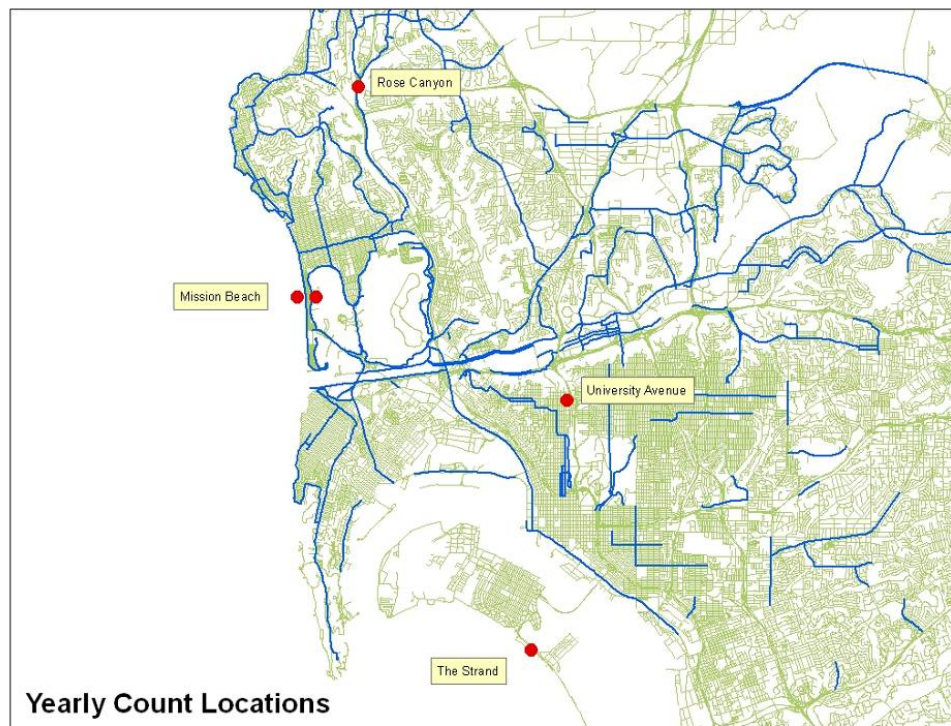 Rose Canyon
Mission Beach
University Avenue
The Strand
Yearly Count Locations